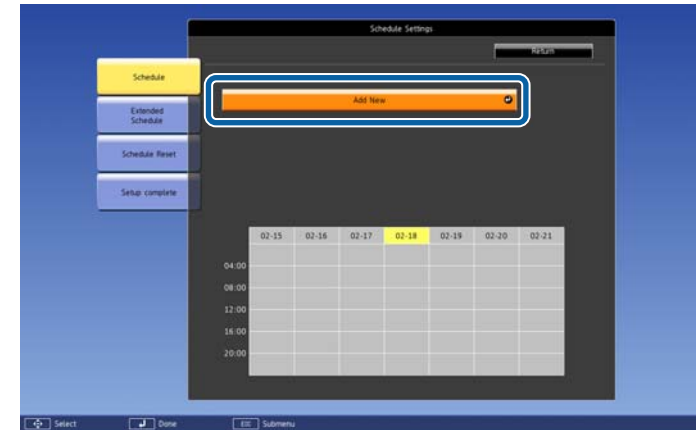 Schedule Settings
Return
Schedule
Add New
Extended
Schedule
Schedule Reset
Setup complete
02-15 02-16 02-17 02-18 02-19 02-20 02-21
04:00
08:00
12:00
16:00
20:00
Select Done Submenu